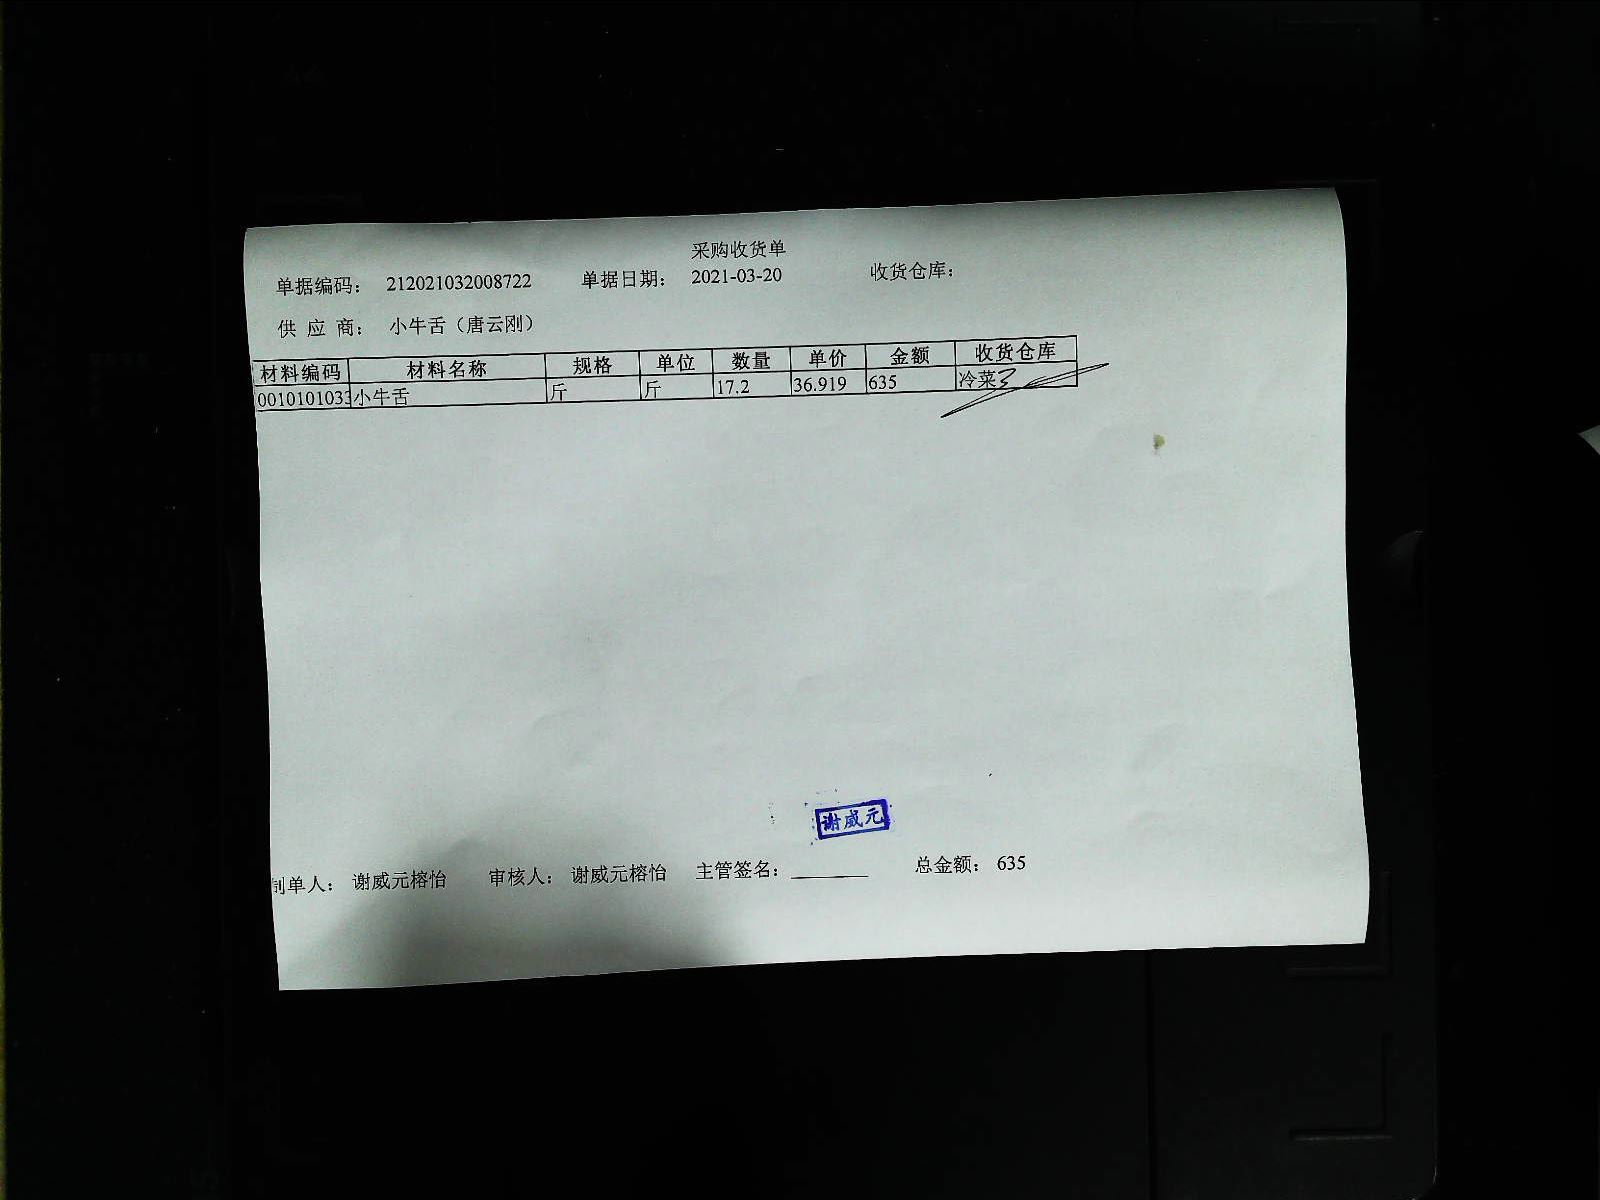 采购收货单
单据编码： 212021032008722 单据日期： 2021-03-20 收货仓库：
供 应 商： 小牛舌（唐云刚）
材料编码 材料名称 规格 单位 数量 单价 金额 收货仓库
0010101033 小牛舌 斤 斤 17.2 36.919 635 冷菜
谢威元
制单人： 谢威元榕怡 审核人： 谢威元榕怡 主管签名： 总金额： 635